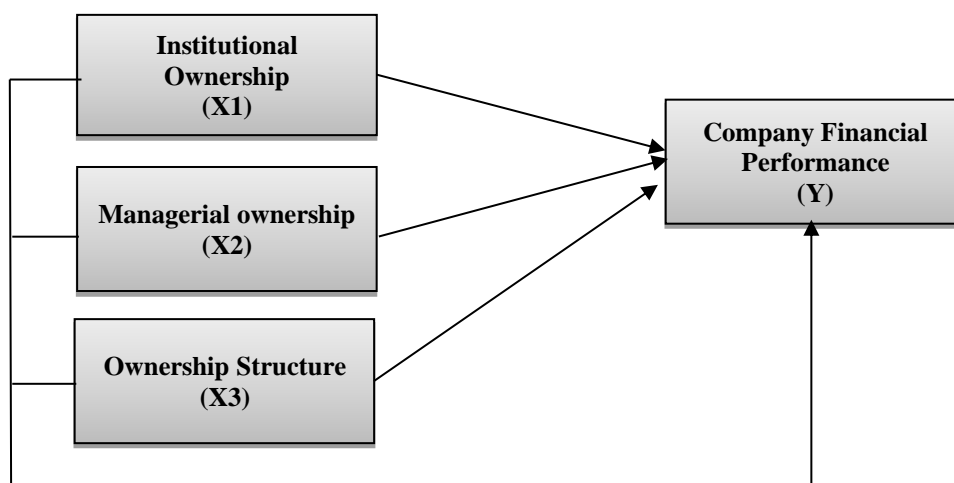 Institutional
Ownership
(X1)
Managerial ownership
(X2)
Ownership Structure
(X3)
Company Financial
Performance
(Y)